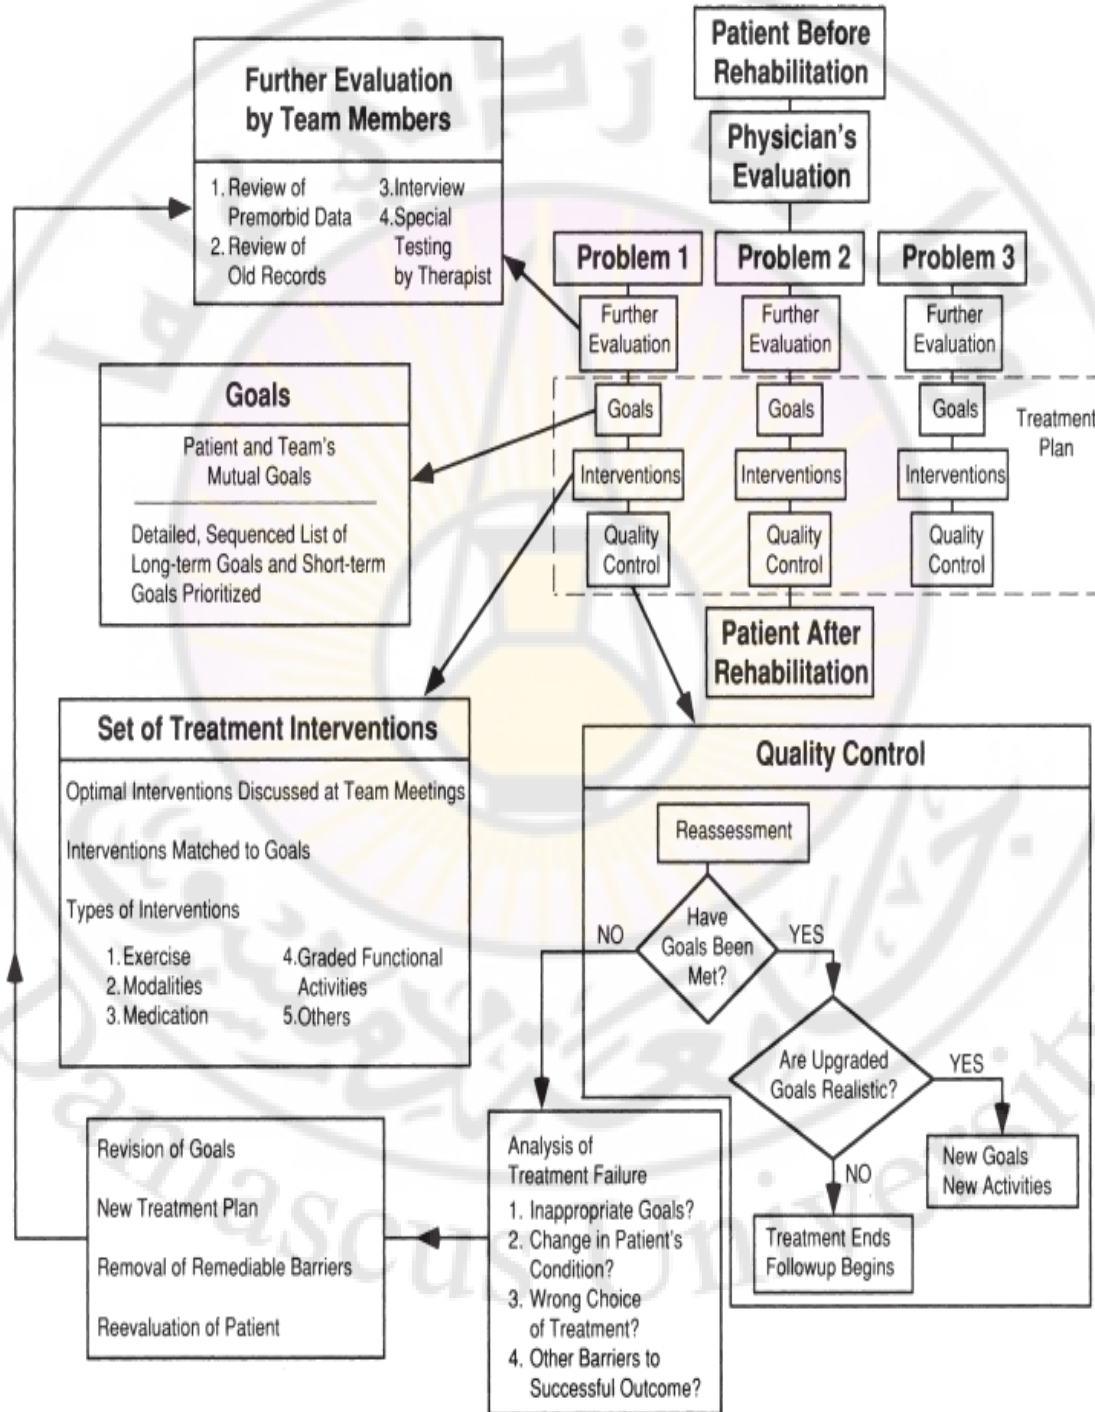 Patient Before
Rehabilitation
Physician's
Evaluation
Further Evaluation
by Team Members
1. Review of
Premorbid Data
2. Review of
Old Records
3. Interview
4. Special
Testing
by Therapist
Problem 1
Further
Evaluation
Goals
Interventions
Quality
Control
Problem 2
Further
Evaluation
Goals
Interventions
Quality
Control
Problem 3
Further
Evaluation
Goals
Interventions
Quality
Control
Treatment
Plan
Patient After
Rehabilitation
Goals
Patient and Team's
Mutual Goals
Detailed, Sequenced List of
Long-term Goals and Short-term
Goals Prioritized
Set of Treatment Interventions
Optimal Interventions Discussed at Team Meetings
Interventions Matched to Goals
Types of Interventions
1. Exercise
2. Modalities
3. Medication
4. Graded Functional
Activities
5. Others
Quality Control
Reassessment
Have
Goals Been
Met?
NO
YES
Are Upgraded
Goals Realistic?
YES
NO
New Goals
New Activities
Treatment Ends
Followup Begins
Analysis of
Treatment Failure
1. Inappropriate Goals?
2. Change in Patient's
Condition?
3. Wrong Choice
of Treatment?
4. Other Barriers to
Successful Outcome?
Revision of Goals
New Treatment Plan
Removal of Remediable Barriers
Reevaluation of Patient
Damascus University